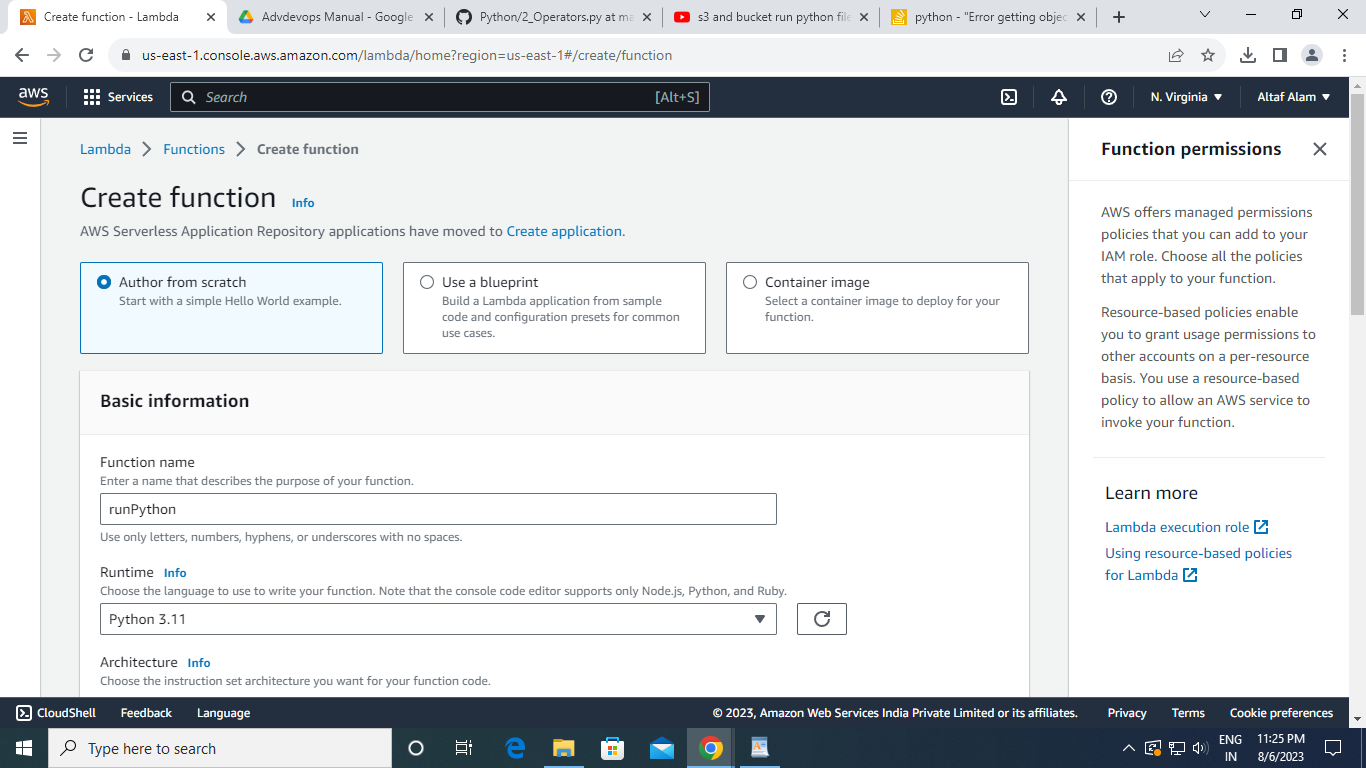 Create function - Lambda
Advdevops Manual - Google
Python/2_Operators.py at ma
s3 and bucket run python file
python - "Error getting objec
us-east-1.console.aws.amazon.com/lambda/home?region=us-east-1#/create/function
aws
Services
Search
[Alt+S]
N. Virginia
Altaf Alam
Lambda
Functions
Create function
Create function
Info
AWS Serverless Application Repository applications have moved to Create application.
Author from scratch
Start with a simple Hello World example.
Use a blueprint
Build a Lambda application from sample
code and configuration presets for common
use cases.
Container image
Select a container image to deploy for your
function.
Basic information
Function name
Enter a name that describes the purpose of your function.
runPython
Use only letters, numbers, hyphens, or underscores with no spaces.
Runtime Info
Choose the language to use to write your function. Note that the console code editor supports only Node.js, Python, and Ruby.
Python 3.11
Architecture Info
Choose the instruction set architecture you want for your function code.
Function permissions
AWS offers managed permissions
policies that you can add to your
IAM role. Choose all the policies
that apply to your function.
Resource-based policies enable
you to grant usage permissions to
other accounts on a per-resource
basis. You use a resource-based
policy to allow an AWS service to
invoke your function.
Learn more
Lambda execution role
Using resource-based policies
for Lambda
CloudShell
Feedback
Language
© 2023, Amazon Web Services India Private Limited or its affiliates.
Privacy
Terms
Cookie preferences
Type here to search
ENG
IN
11:25 PM
8/6/2023